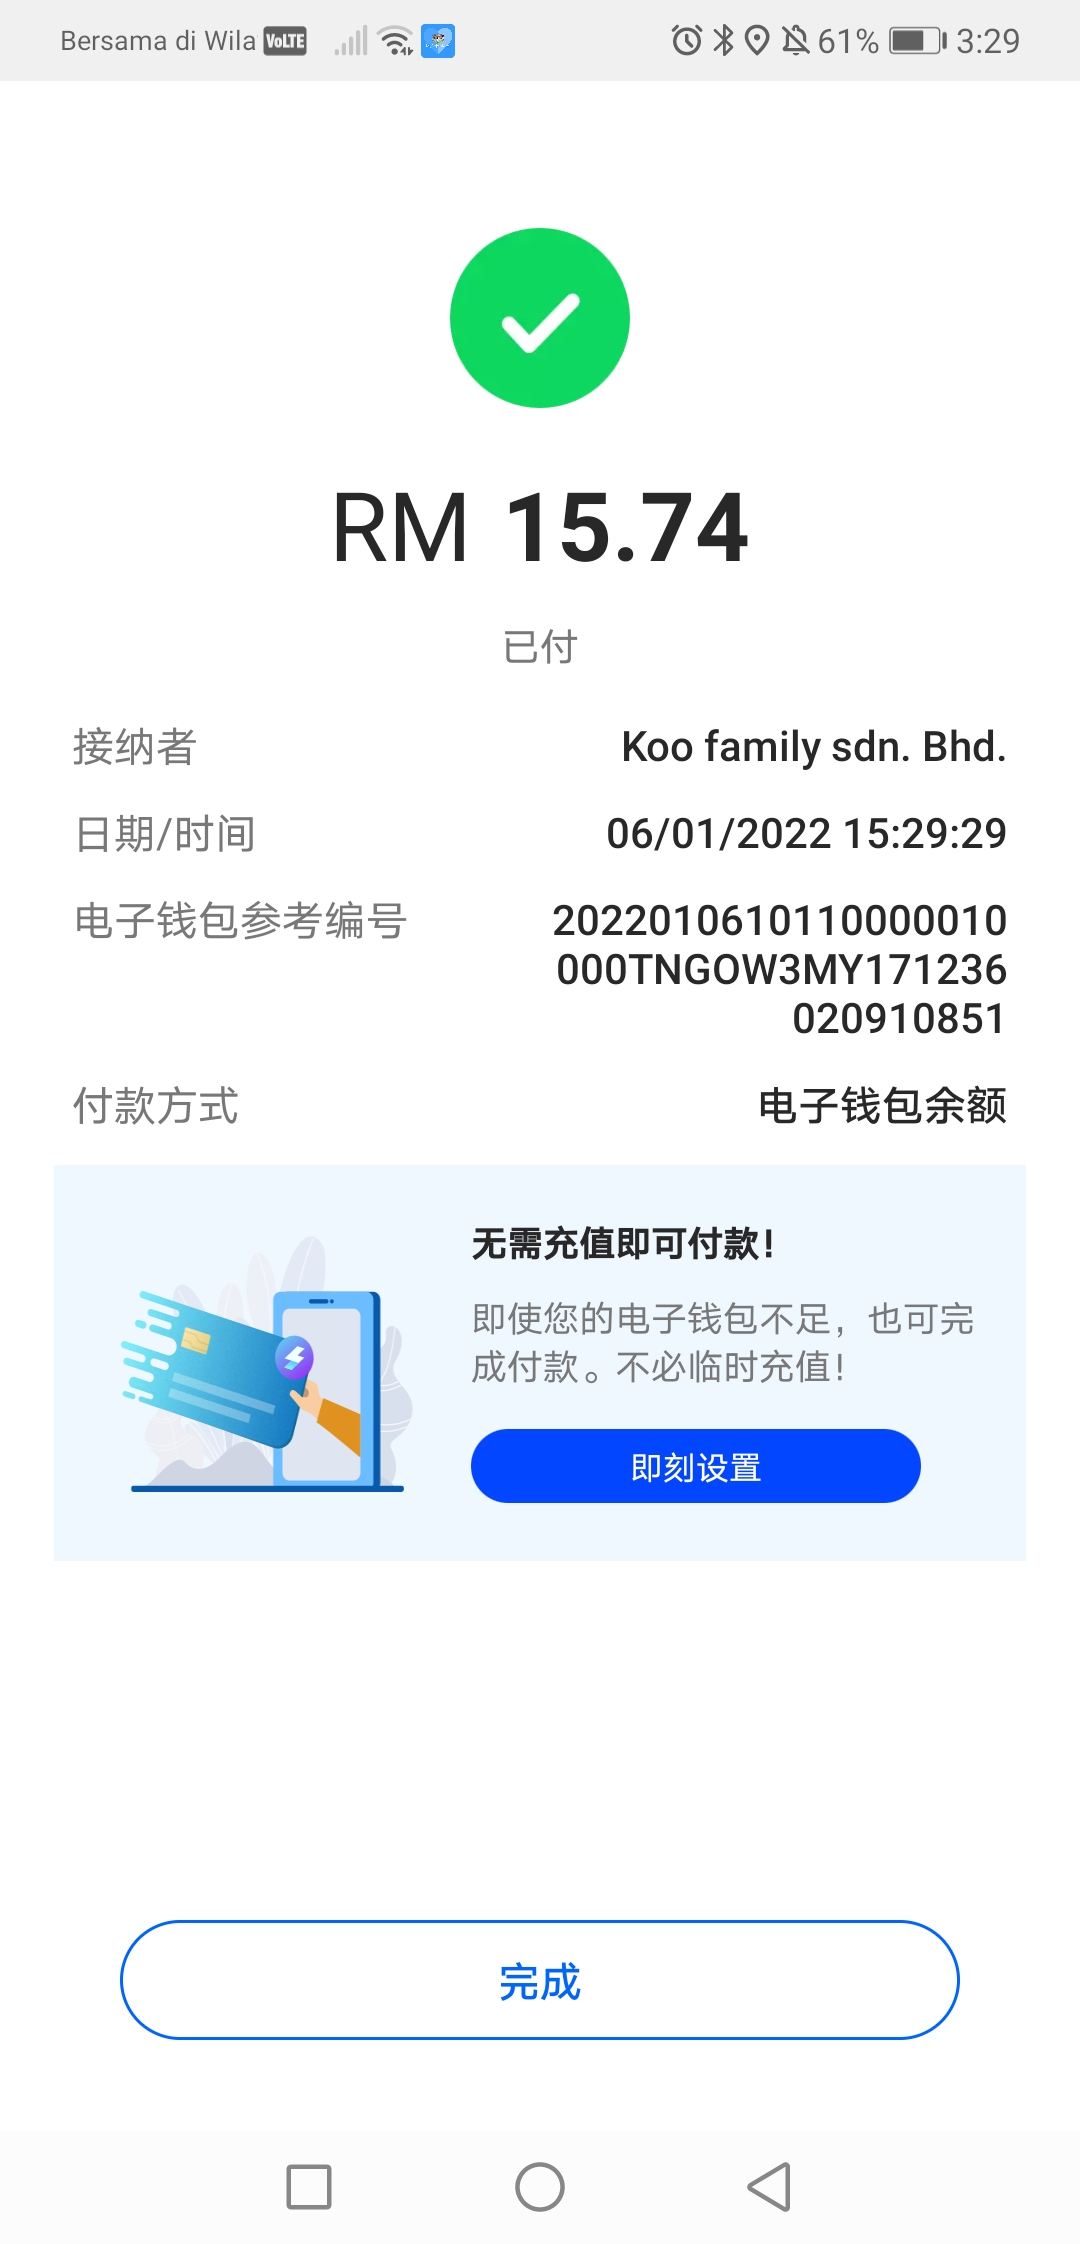 Bersama di Wila VoLTE 61% 3:29
RM 15.74
已付
接纳者 Koo family sdn. Bhd.
日期/时间 06/01/2022 15:29:29
电子钱包参考编号 2022010610110000010
000TNGOW3MY171236
020910851
付款方式 电子钱包余额
无需充值即可付款!
即使您的电子钱包不足，也可完
成付款。不必临时充值!
即刻设置
完成